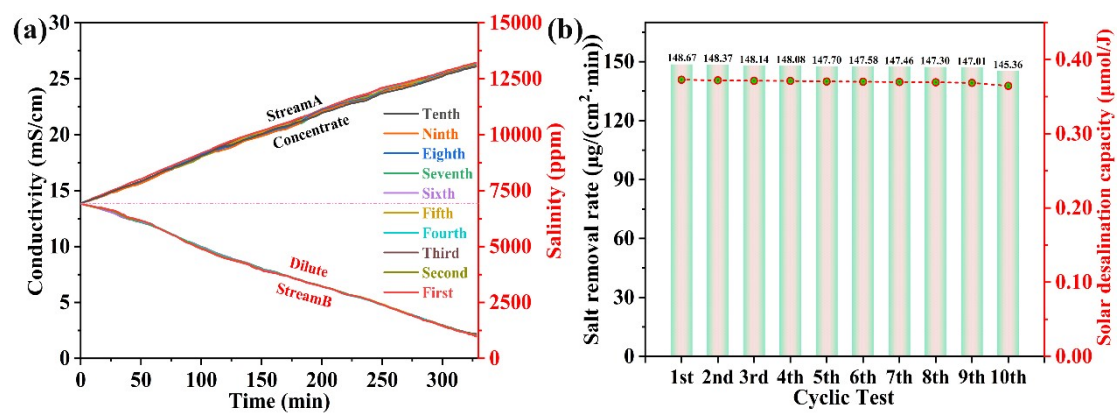 (a)
Conductivity (mS/cm)
30
25
20
15
10
5
0
0 50 100 150 200 250 300
Time (min)
StreamA
Concentrate
Dilute
StreamB
Tenth
Ninth
Eighth
Seventh
Sixth
Fifth
Fourth
Third
Second
First
15000
12500
10000
7500
5000
2500
0
Salinity (ppm)
(b)
Salt removal rate (μg/(cm²·min))
150
120
90
60
30
0
148.67 148.37 148.14 148.08 147.70 147.58 147.46 147.30 147.01 145.36
1st 2nd 3rd 4th 5th 6th 7th 8th 9th 10th
Cyclic Test
0.40
0.30
0.20
0.10
0.00
Solar desalination capacity (μmol/J)